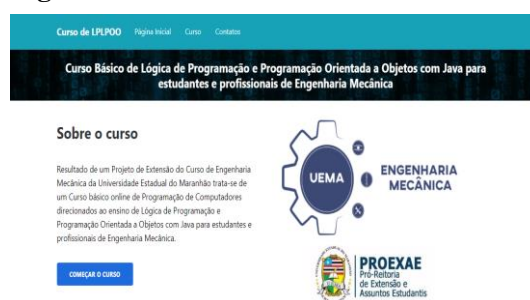 Curso de LPLPOO Página Inicial Curso Contatos
Curso Básico de Lógica de Programação e Programação Orientada a Objetos com Java para
estudantes e profissionais de Engenharia Mecânica
Sobre o curso
Resultado de um Projeto de Extensão do Curso de Engenharia
Mecânica da Universidade Estadual do Maranhão trata-se de
um Curso básico online de Programação de Computadores
direcionados ao ensino de Lógica de Programação e
Programação Orientada a Objetos com Java para estudantes e
profissionais de Engenharia Mecânica.
COMEÇAR O CURSO
UEMA
ENGENHARIA
MECÂNICA
PROEXAE
Pró-Reitoria
de Extensão e
Assuntos Estudantis